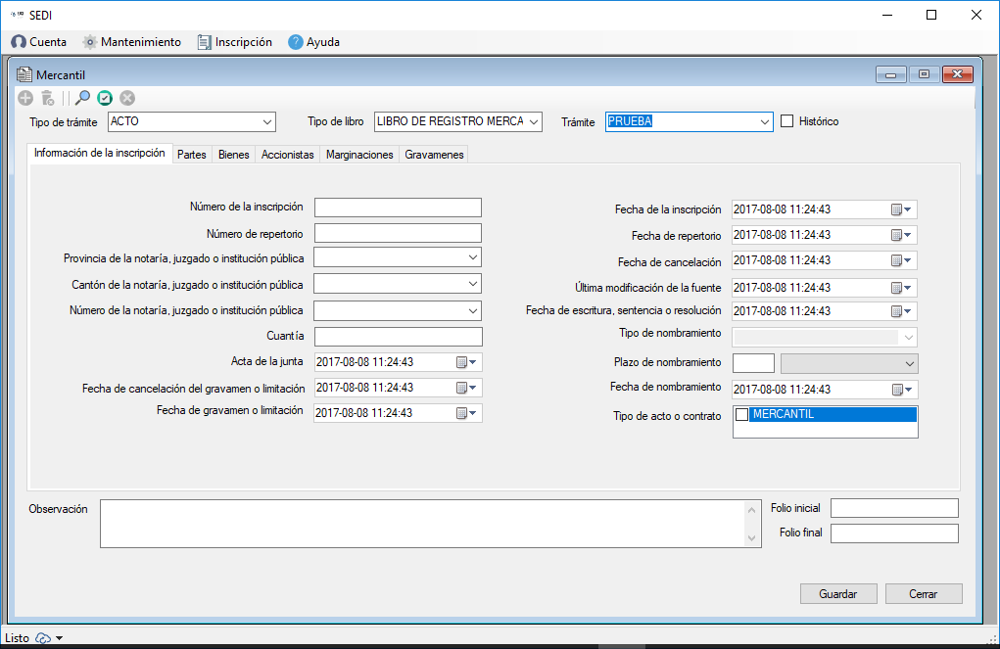 SEDI
Cuenta Mantenimiento Inscripción Ayuda
Mercantil
Tipo de trámite ACTO Tipo de libro LIBRO DE REGISTRO MERCA Trámite PRUEBA Histórico
Información de la inscripción Partes Bienes Accionistas Marginaciones Gravamenes
Número de la inscripción
Número de repertorio
Provincia de la notaría, juzgado o institución pública
Cantón de la notaría, juzgado o institución pública
Número de la notaría, juzgado o institución pública
Cuantía
Acta de la junta 2017-08-08 11:24:43
Fecha de cancelación del gravamen o limitación 2017-08-08 11:24:43
Fecha de gravamen o limitación 2017-08-08 11:24:43
Fecha de la inscripción 2017-08-08 11:24:43
Fecha de repertorio 2017-08-08 11:24:43
Fecha de cancelación 2017-08-08 11:24:43
Última modificación de la fuente 2017-08-08 11:24:43
Fecha de escritura, sentencia o resolución 2017-08-08 11:24:43
Tipo de nombramiento
Plazo de nombramiento
Fecha de nombramiento 2017-08-08 11:24:43
Tipo de acto o contrato MERCANTIL
Observación
Folio inicial
Folio final
Guardar Cerrar
Listo